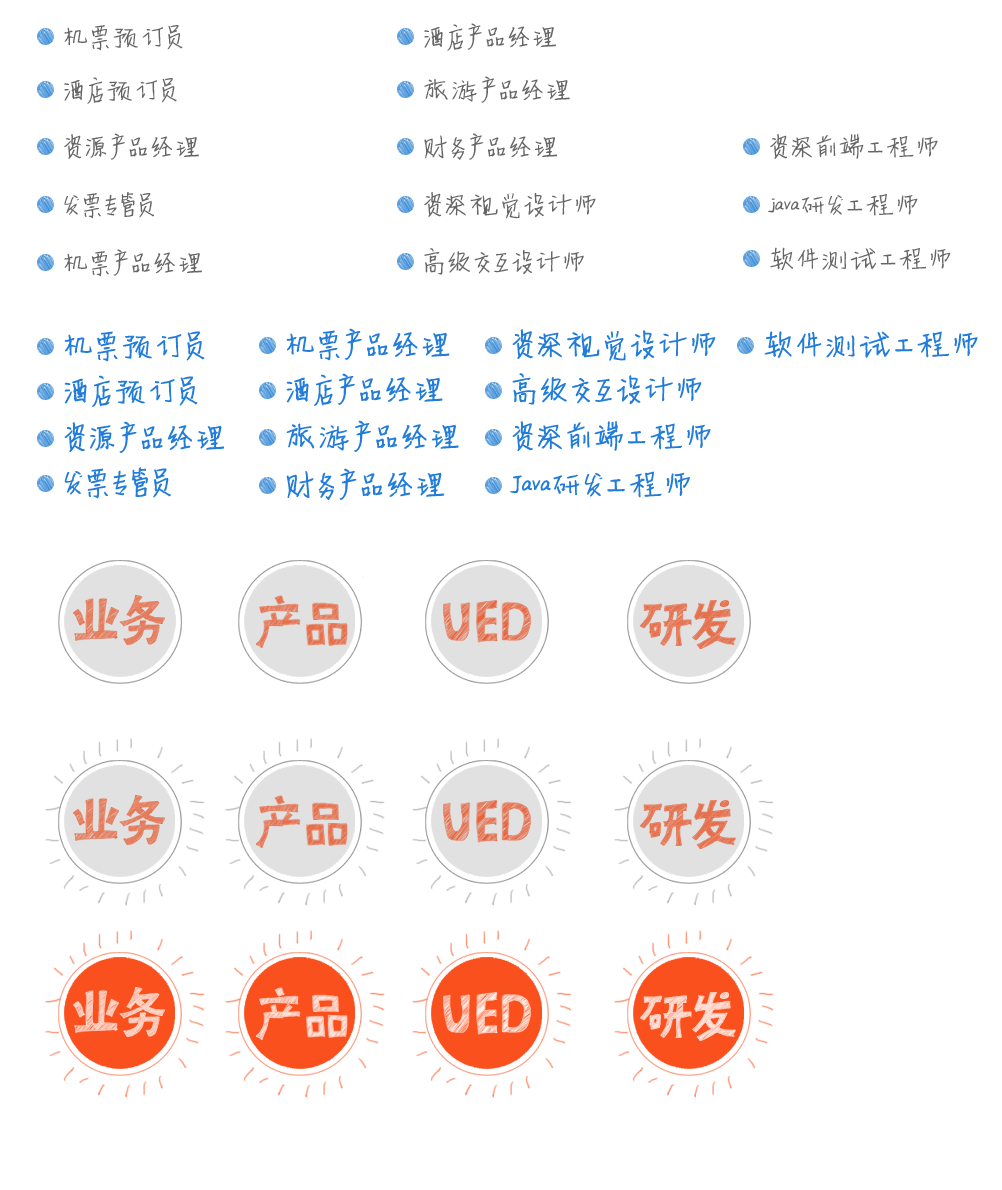 机票预订员 酒店产品经理
酒店预订员 旅游产品经理
资源产品经理 财务产品经理 资深前端工程师
发票专管员 资深视觉设计师 java研发工程师
机票产品经理 高级交互设计师 软件测试工程师
机票预订员 机票产品经理 资深视觉设计师 软件测试工程师
酒店预订员 酒店产品经理 高级交互设计师
资源产品经理 旅游产品经理 资深前端工程师
发票专管员 财务产品经理 Java研发工程师
业务 产品 UED 研发
业务 产品 UED 研发
业务 产品 UED 研发